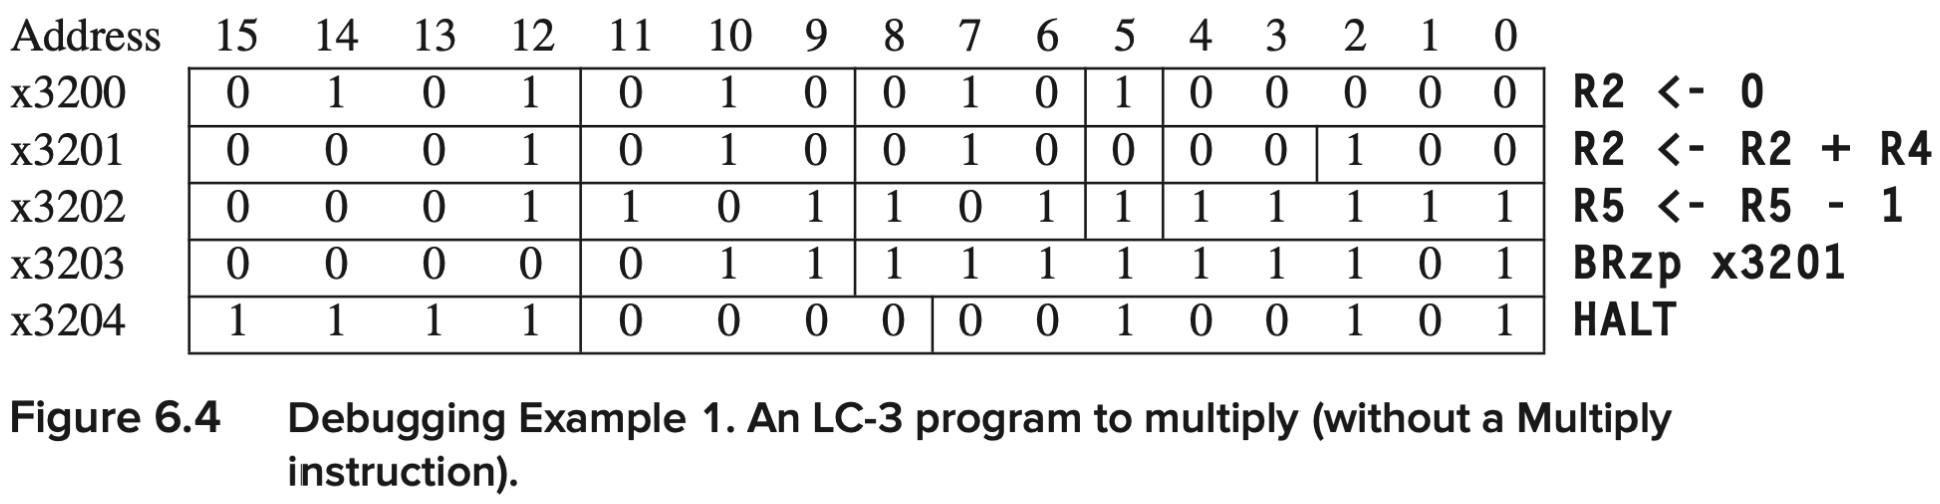 Address 15 14 13 12 11 10 9 8 7 6 5 4 3 2 1 0
x3200 0 1 0 1 0 1 0 0 1 0 1 0 0 0 0 0 R2 <- 0
x3201 0 0 0 1 0 1 0 0 1 0 0 0 0 1 0 0 R2 <- R2 + R4
x3202 0 0 0 1 1 0 1 1 0 1 1 1 1 1 1 1 R5 <- R5 - 1
x3203 0 0 0 0 0 1 1 1 1 1 1 1 1 1 0 1 BRzp x3201
x3204 1 1 1 1 0 0 0 0 0 0 1 0 0 1 0 1 HALT
Figure 6.4 Debugging Example 1. An LC-3 program to multiply (without a Multiply
instruction).